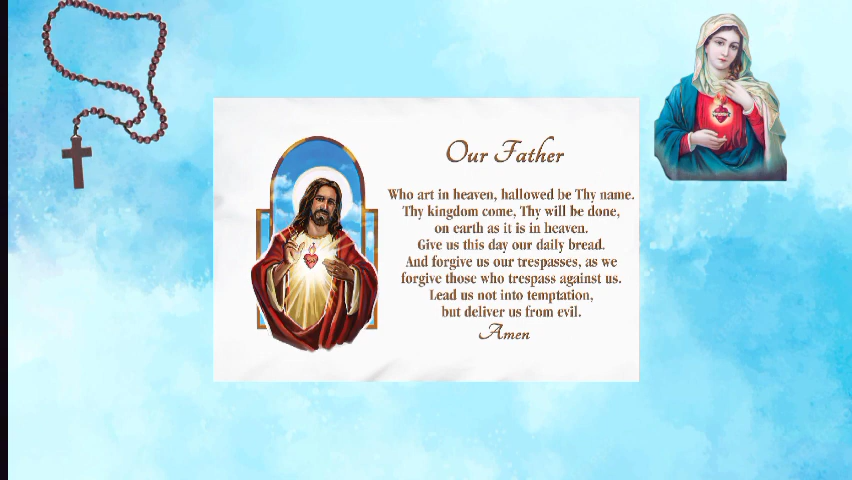 Our Father
Who art in heaven, hallowed be Thy name.
Thy kingdom come, Thy will be done,
on earth as it is in heaven.
Give us this day our daily bread.
And forgive us our trespasses, as we
forgive those who trespass against us.
Lead us not into temptation,
but deliver us from evil.
Amen